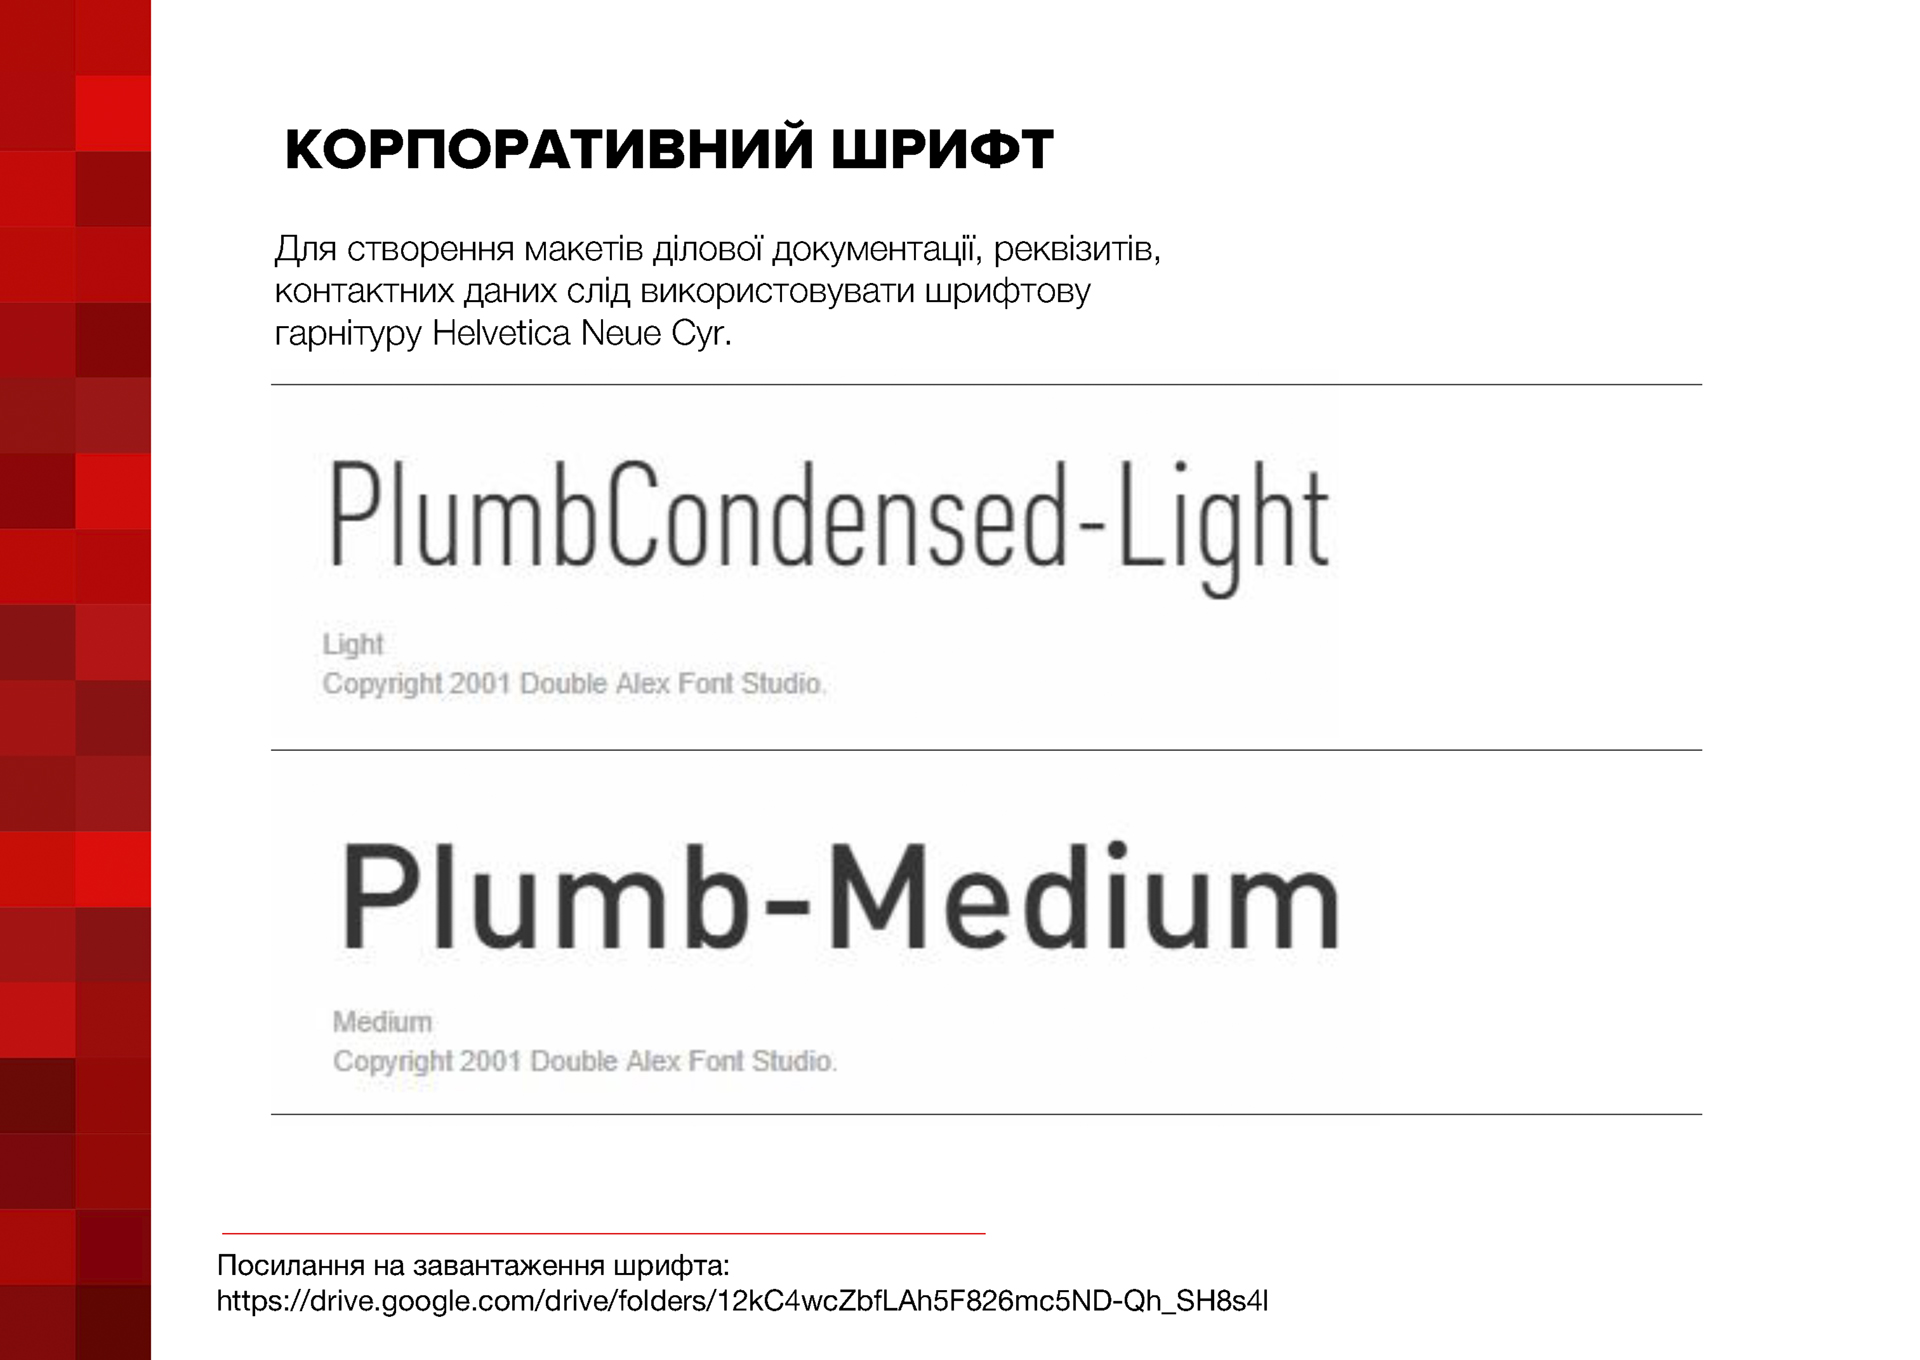 КОРПОРАТИВНИЙ ШРИФТ
Для створення макетів ділової документації, реквізитів,
контактних даних слід використовувати шрифтову
гарнітуру Helvetica Neue Cyr.
PlumbCondensed-Light
Light
Copyright 2001 Double Alex Font Studio.
Plumb-Medium
Medium
Copyright 2001 Double Alex Font Studio.
Посилання на завантаження шрифта:
https://drive.google.com/drive/folders/12kC4wcZbfLAh5F826mc5ND-Qh_SH8s4l